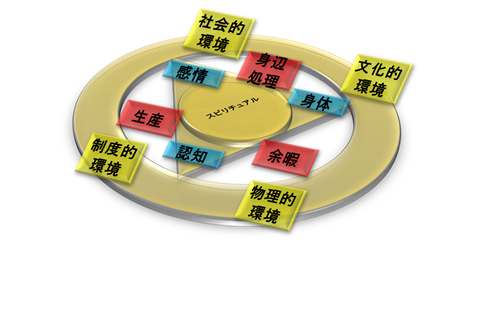 社会的
環境
文化的
環境
感情
身辺
処理
身体
スピリチュアル
生産
認知
余暇
制度的
環境
物理的
環境